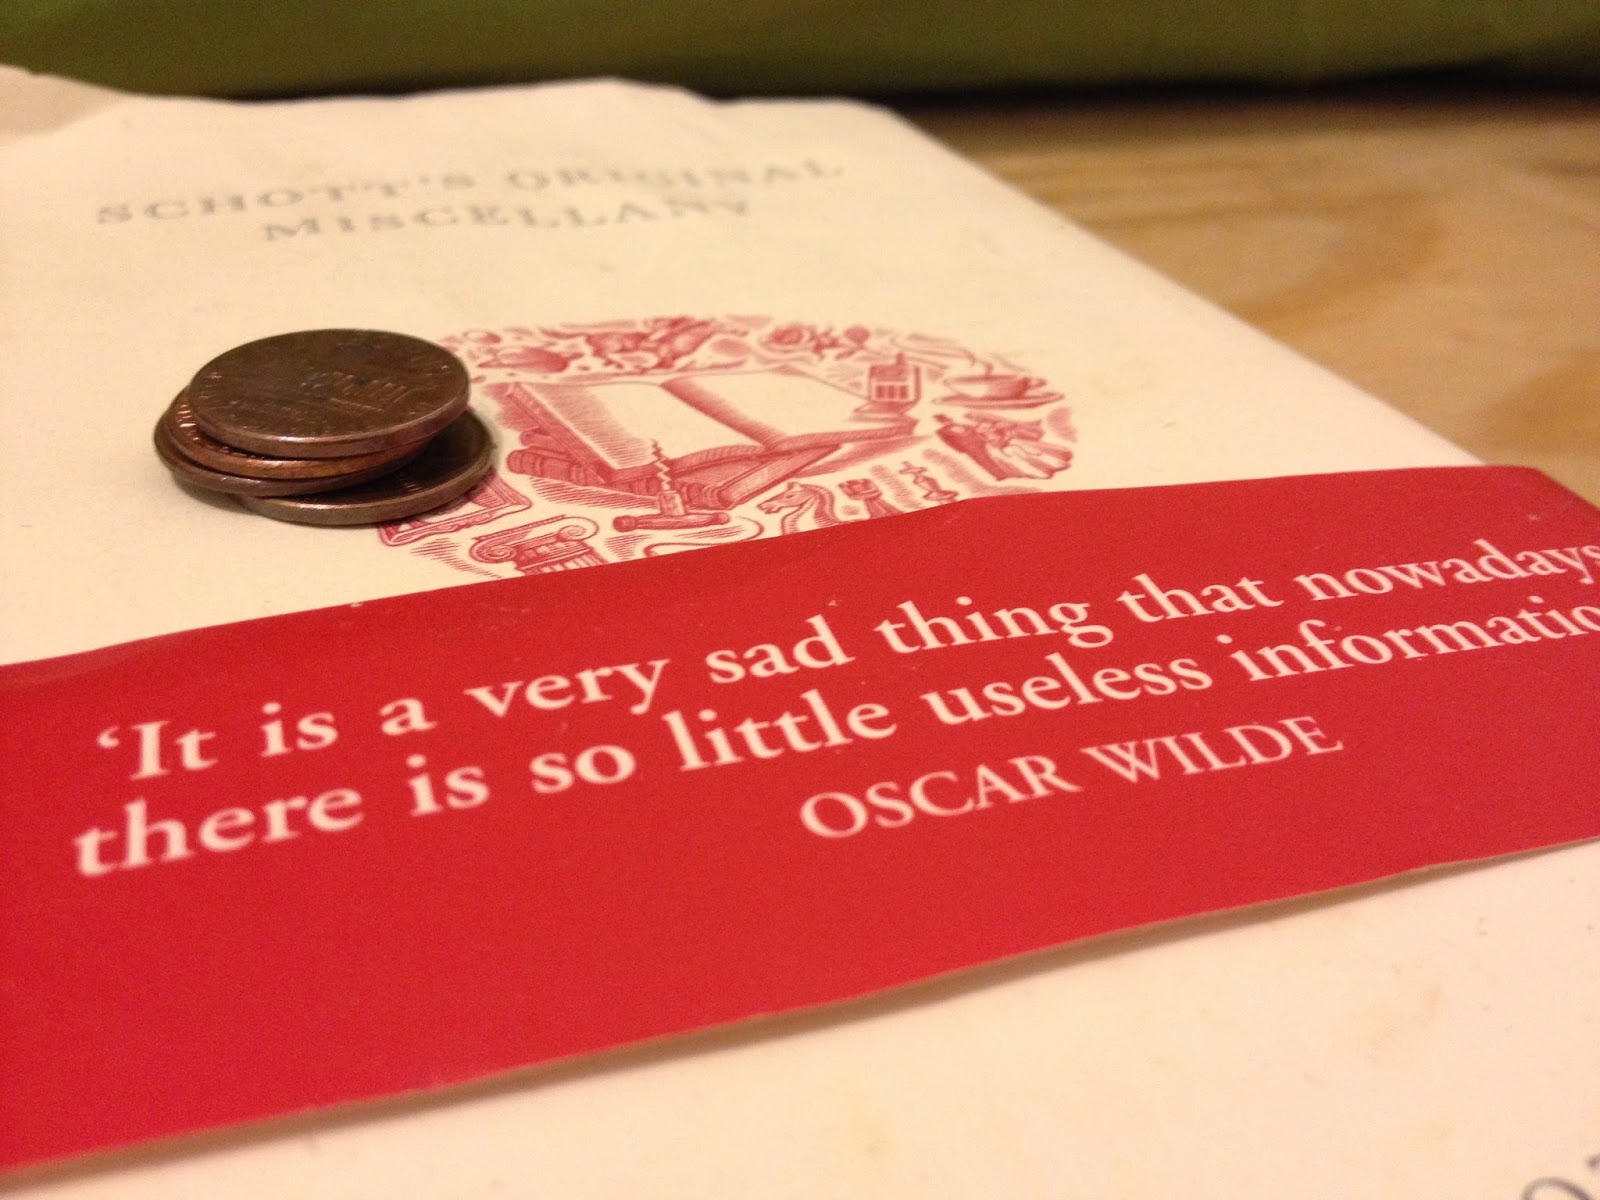 SCHOTT'S ORIGINAL
MISCELLANY
‘It is a very sad thing that nowadays
there is so little useless informatio
OSCAR WILDE